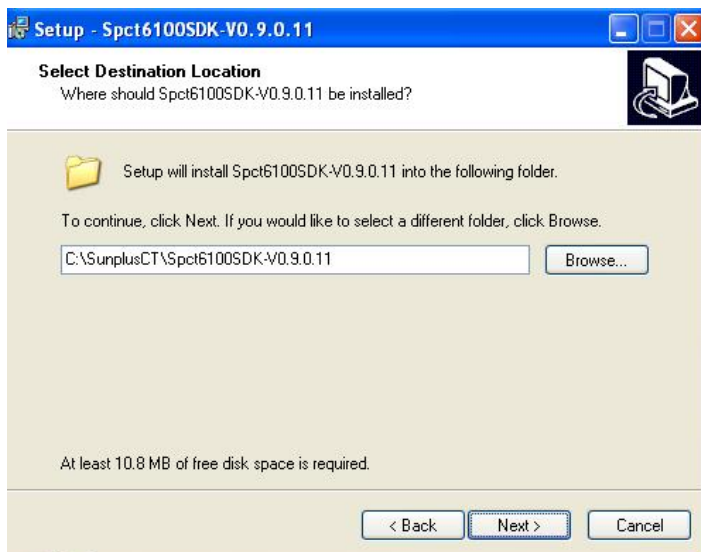 Setup - Spct6100SDK-V0.9.0.11
Select Destination Location
Where should Spct6100SDK-V0.9.0.11 be installed?
Setup will install Spct6100SDK-V0.9.0.11 into the following folder.
To continue, click Next. If you would like to select a different folder, click Browse.
C:\SunplusCT\Spct6100SDK-V0.9.0.11
Browse...
At least 10.8 MB of free disk space is required.
< Back
Next >
Cancel